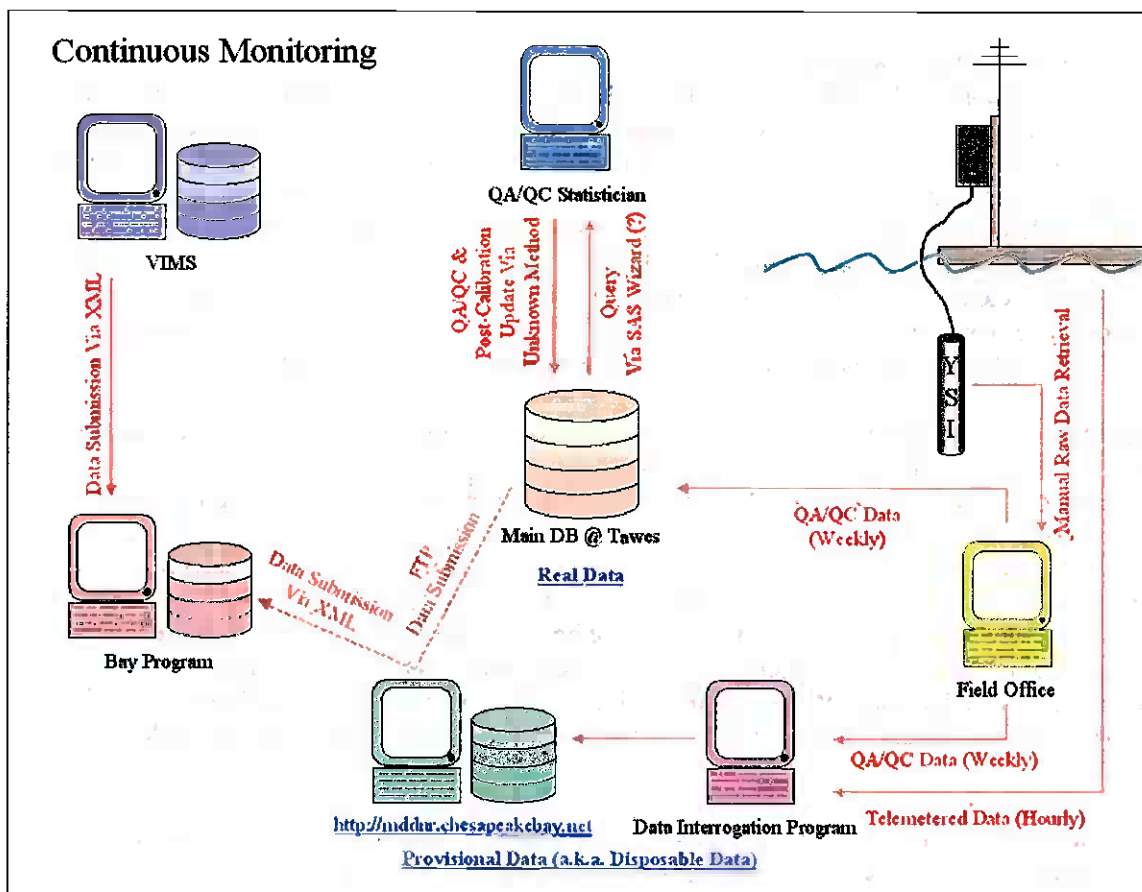 Continuous Monitoring
VIMS
QA/QC Statistician
Data Submission Via XML
QA/QC &
Post-Calibration
Update Via
Unknown Method
Query
Via SAS Wizard (?)
Y S I
Manual Raw Data Retrieval
Main DB @ Tawes
Real Data
QA/QC Data
(Weekly)
Data Submission
Via XML
FTP
Data Submission
Bay Program
Field Office
QA/QC Data (Weekly)
http://mddnr.chesapeakebay.net
Data Interrogation Program
Telemetered Data (Hourly)
Provisional Data (a.k.a. Disposable Data)